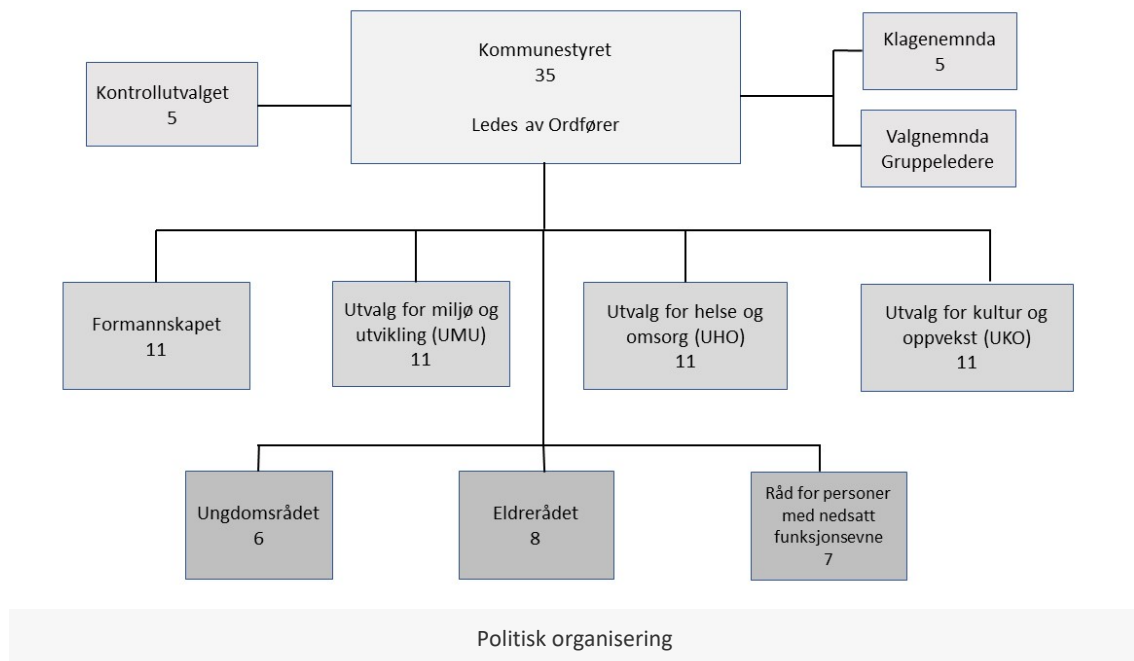 Kommunestyret
35
Ledes av Ordfører
Kontrollutvalget
5
Klagenemnda
5
Valgnemnda
Gruppeledere
Formannskapet
11
Utvalg for miljø og
utvikling (UMU)
11
Utvalg for helse og
omsorg (UHO)
11
Utvalg for kultur og
oppvekst (UKO)
11
Ungdomsrådet
6
Eldrerådet
8
Råd for personer
med nedsatt
funksjonsevne
7
Politisk organisering